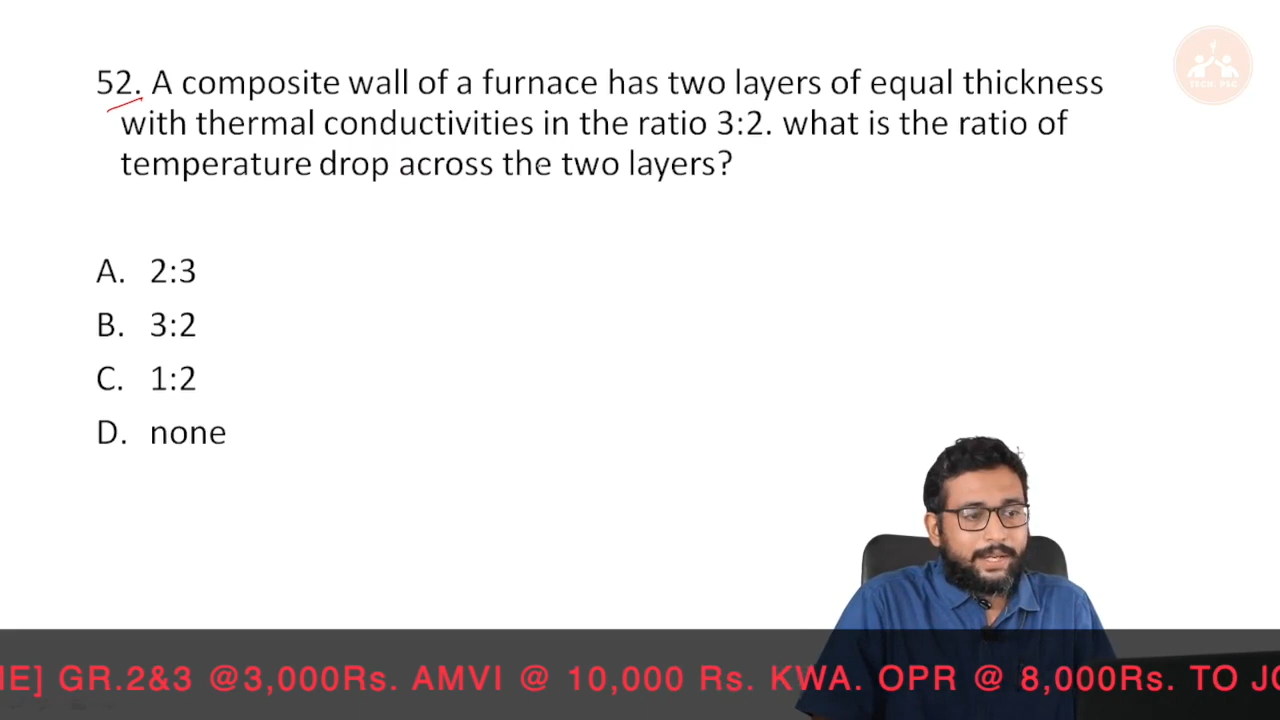 52. A composite wall of a furnace has two layers of equal thickness
with thermal conductivities in the ratio 3:2. what is the ratio of
temperature drop across the two layers?
A. 2:3
B. 3:2
C. 1:2
D. none
TECH. PSC
GR.2&3 @3,000Rs. AMVI @ 10,000 Rs. KWA. OPR @ 8,000Rs. TO